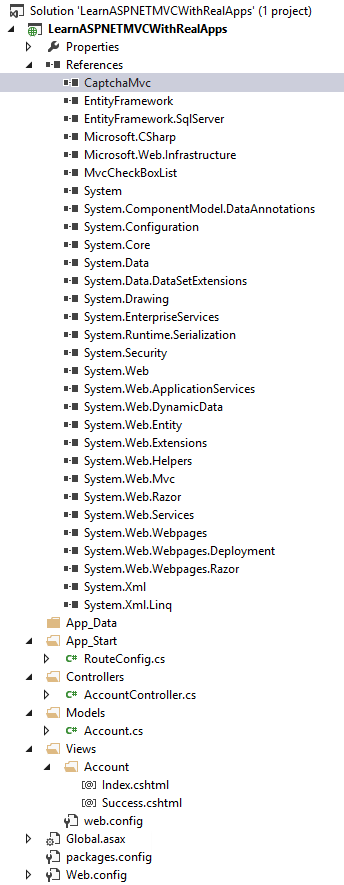 Solution 'LearnASPNETMVCWithRealApps' (1 project)
LearnASPNETMVCWithRealApps
Properties
References
CaptchaMvc
EntityFramework
EntityFramework.SqlServer
Microsoft.CSharp
Microsoft.Web.Infrastructure
MvcCheckBoxList
System
System.ComponentModel.DataAnnotations
System.Configuration
System.Core
System.Data
System.Data.DataSetExtensions
System.Drawing
System.EnterpriseServices
System.Runtime.Serialization
System.Security
System.Web
System.Web.ApplicationServices
System.Web.DynamicData
System.Web.Entity
System.Web.Extensions
System.Web.Helpers
System.Web.Mvc
System.Web.Razor
System.Web.Services
System.Web.Webpages
System.Web.Webpages.Deployment
System.Web.Webpages.Razor
System.Xml
System.Xml.Linq
App_Data
App_Start
C# RouteConfig.cs
Controllers
C# AccountController.cs
Models
C# Account.cs
Views
Account
[@] Index.cshtml
[@] Success.cshtml
web.config
Global.asax
packages.config
Web.config